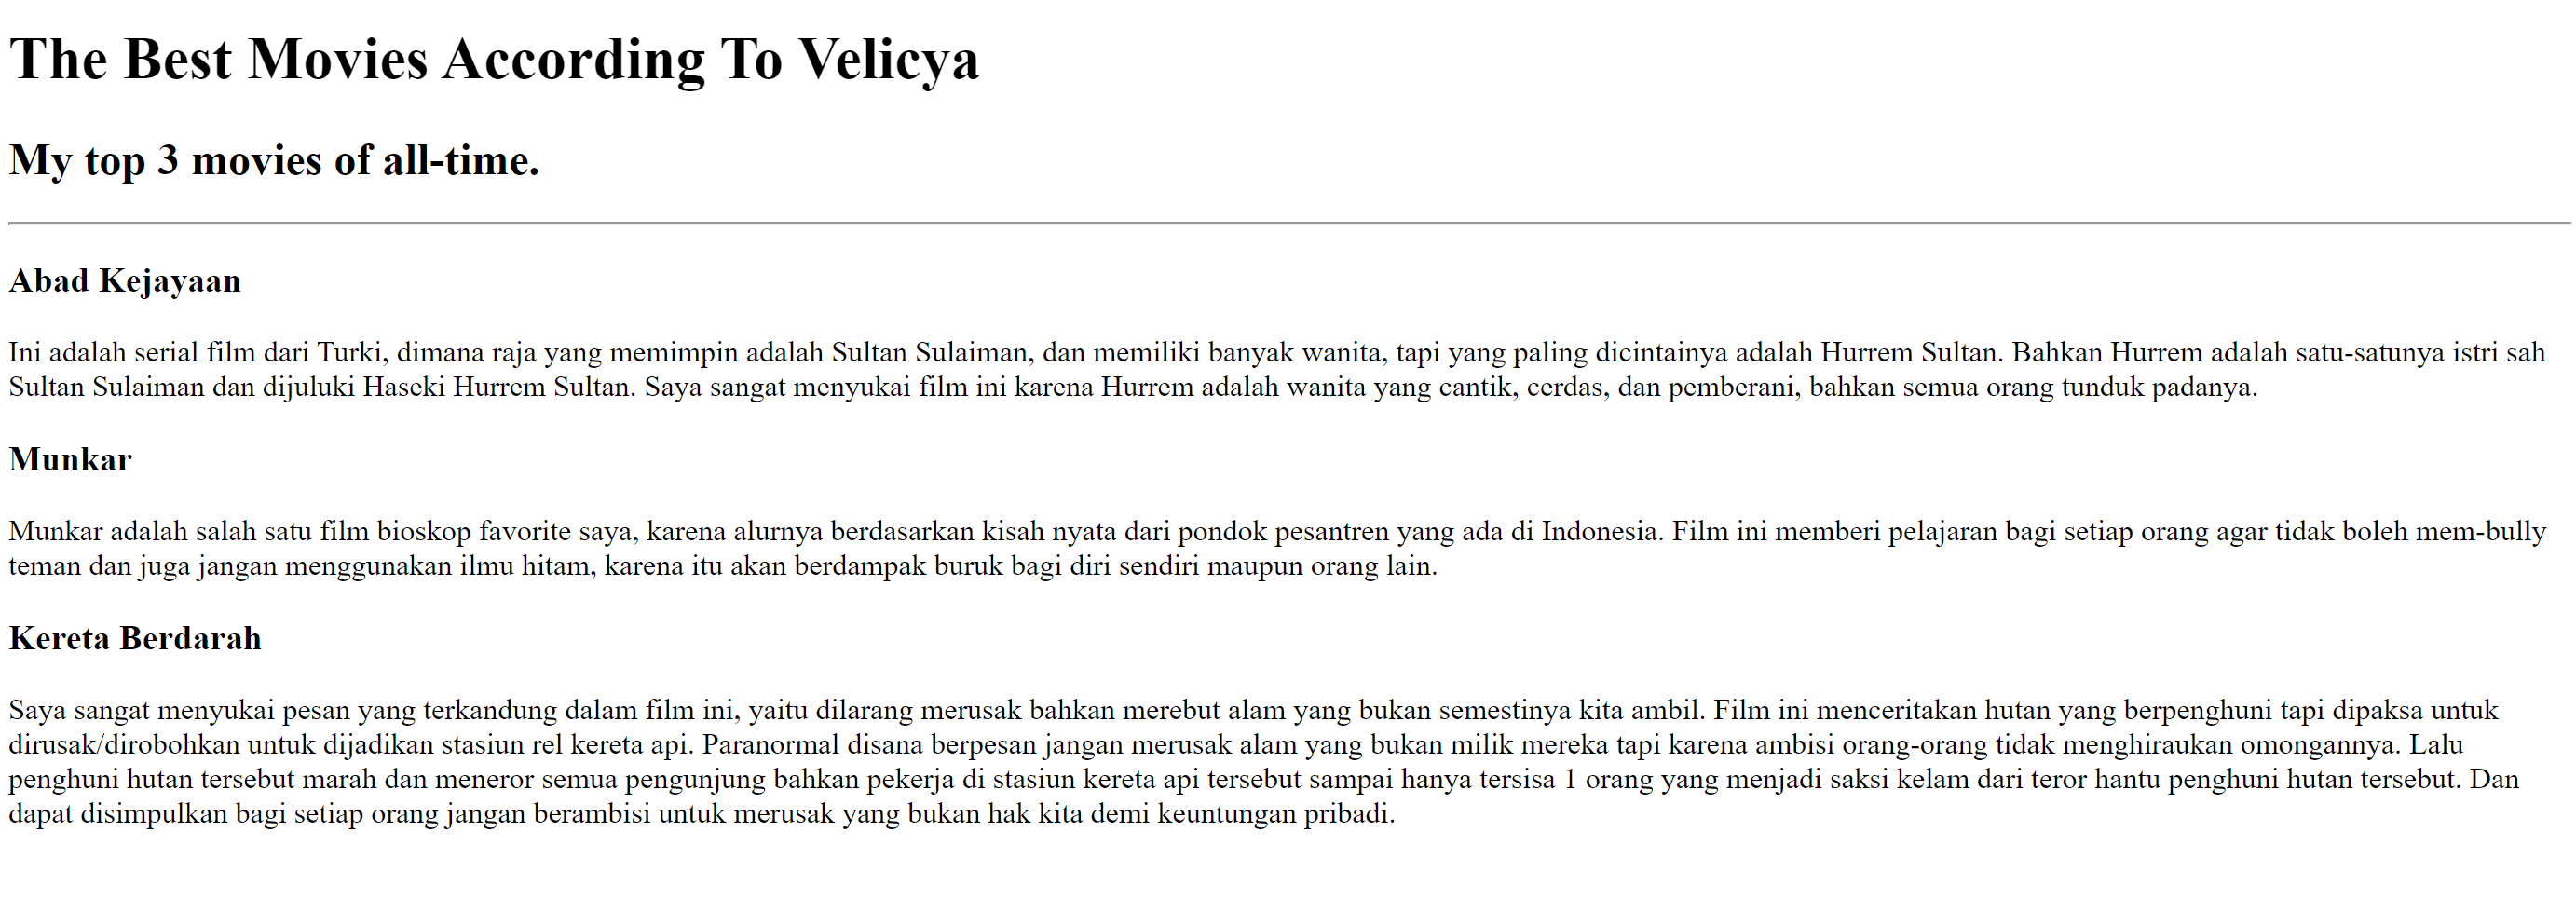 The Best Movies According To Velicya
My top 3 movies of all-time.
Abad Kejayaan
Ini adalah serial film dari Turki, dimana raja yang memimpin adalah Sultan Sulaiman, dan memiliki banyak wanita, tapi yang paling dicintainya adalah Hurrem Sultan. Bahkan Hurrem adalah satu-satunya istri sah
Sultan Sulaiman dan dijuluki Haseki Hurrem Sultan. Saya sangat menyukai film ini karena Hurrem adalah wanita yang cantik, cerdas, dan pemberani, bahkan semua orang tunduk padanya.
Munkar
Munkar adalah salah satu film bioskop favorite saya, karena alurnya berdasarkan kisah nyata dari pondok pesantren yang ada di Indonesia. Film ini memberi pelajaran bagi setiap orang agar tidak boleh mem-bully
teman dan juga jangan menggunakan ilmu hitam, karena itu akan berdampak buruk bagi diri sendiri maupun orang lain.
Kereta Berdarah
Saya sangat menyukai pesan yang terkandung dalam film ini, yaitu dilarang merusak bahkan merebut alam yang bukan semestinya kita ambil. Film ini menceritakan hutan yang berpenghuni tapi dipaksa untuk
dirusak/dirobohkan untuk dijadikan stasiun rel kereta api. Paranormal disana berpesan jangan merusak alam yang bukan milik mereka tapi karena ambisi orang-orang tidak menghiraukan omongannya. Lalu
penghuni hutan tersebut marah dan meneror semua pengunjung bahkan pekerja di stasiun kereta api tersebut sampai hanya tersisa 1 orang yang menjadi saksi kelam dari teror hantu penghuni hutan tersebut. Dan
dapat disimpulkan bagi setiap orang jangan berambisi untuk merusak yang bukan hak kita demi keuntungan pribadi.